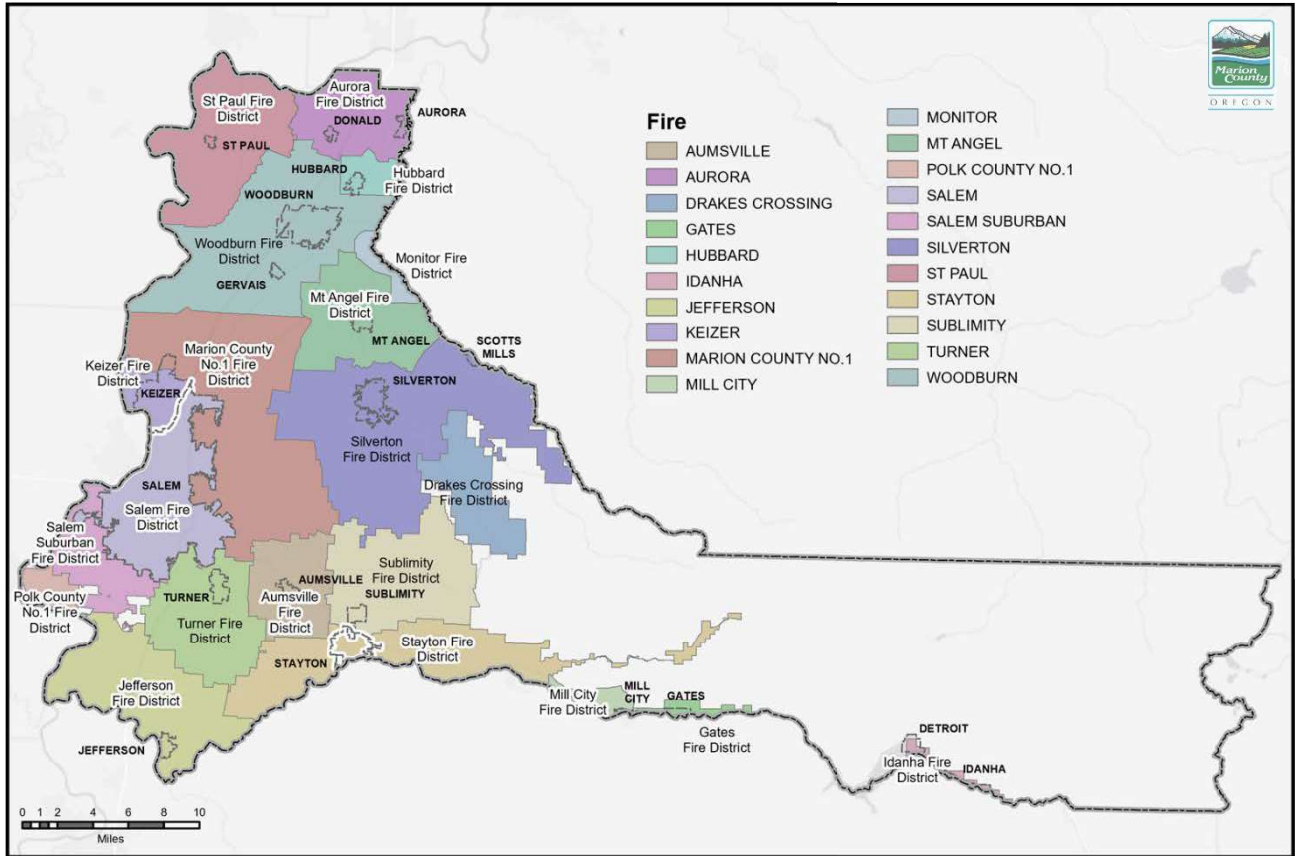 Marion
County
OREGON
St Paul Fire
District
Aurora
Fire District
AURORA
DONALD
ST PAUL
HUBBARD
Hubbard
Fire District
WOODBURN
Woodburn Fire
District
Monitor Fire
District
GERVAIS
Mt Angel Fire
District
MT ANGEL
SCOTTS
MILLS
Marion County
No.1 Fire
District
Keizer Fire
District
KEIZER
SILVERTON
Silverton
Fire District
Drakes Crossing
Fire District
SALEM
Salem Fire
District
Salem
Suburban
Fire District
Sublimity
Fire District
AUMSVILLE
SUBLIMITY
Aumsville
Fire
District
TURNER
Turner Fire
District
Polk County
No.1 Fire
District
Stayton Fire
District
STAYTON
Jefferson
Fire District
JEFFERSON
MILL
CITY
Mill City
Fire District
GATES
Gates
Fire District
DETROIT
Idanha Fire
District
IDANHA
Fire
AUMSVILLE
AURORA
DRAKES CROSSING
GATES
HUBBARD
IDANHA
JEFFERSON
KEIZER
MARION COUNTY NO.1
MILL CITY
MONITOR
MT ANGEL
POLK COUNTY NO.1
SALEM
SALEM SUBURBAN
SILVERTON
ST PAUL
STAYTON
SUBLIMITY
TURNER
WOODBURN
0 1 2 4 6 8 10
Miles